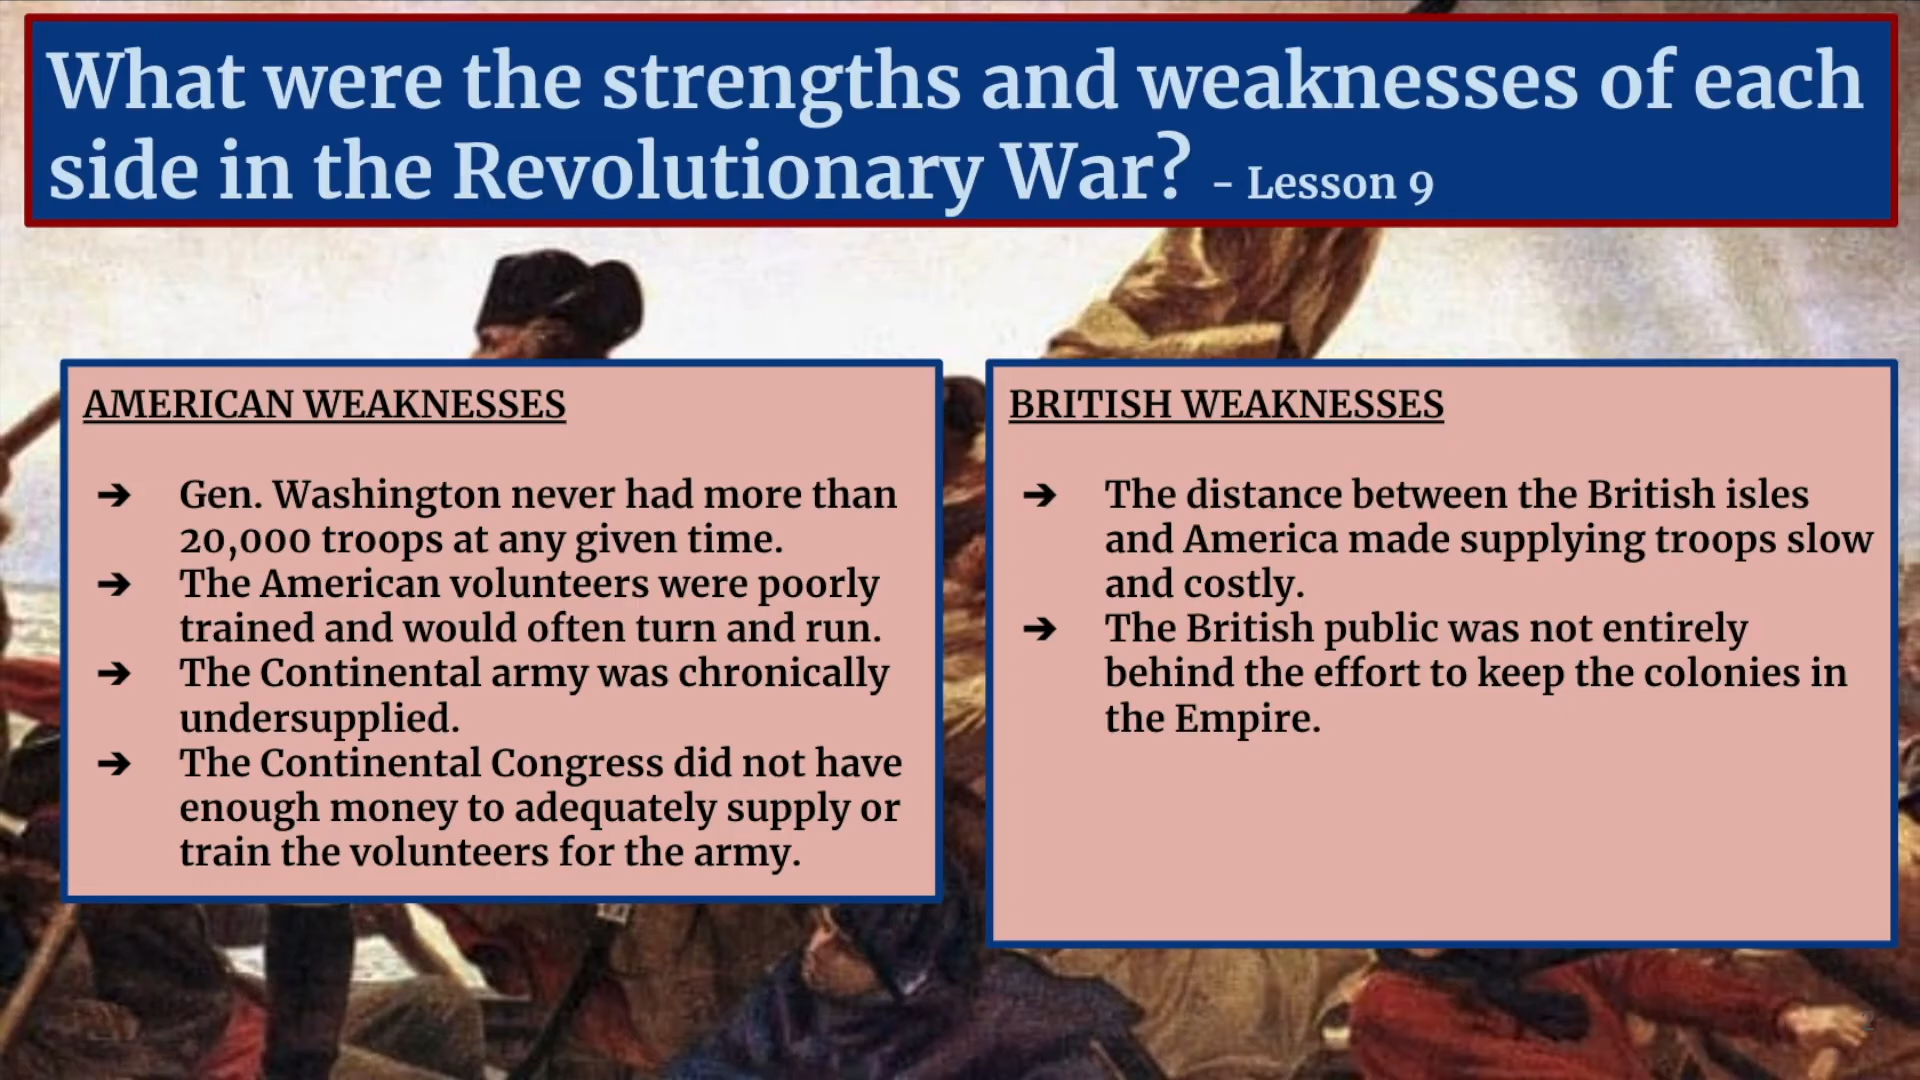 What were the strengths and weaknesses of each
side in the Revolutionary War? - Lesson 9
AMERICAN WEAKNESSES
➔ Gen. Washington never had more than
20,000 troops at any given time.
➔ The American volunteers were poorly
trained and would often turn and run.
➔ The Continental army was chronically
undersupplied.
➔ The Continental Congress did not have
enough money to adequately supply or
train the volunteers for the army.
BRITISH WEAKNESSES
➔ The distance between the British isles
and America made supplying troops slow
and costly.
➔ The British public was not entirely
behind the effort to keep the colonies in
the Empire.
2